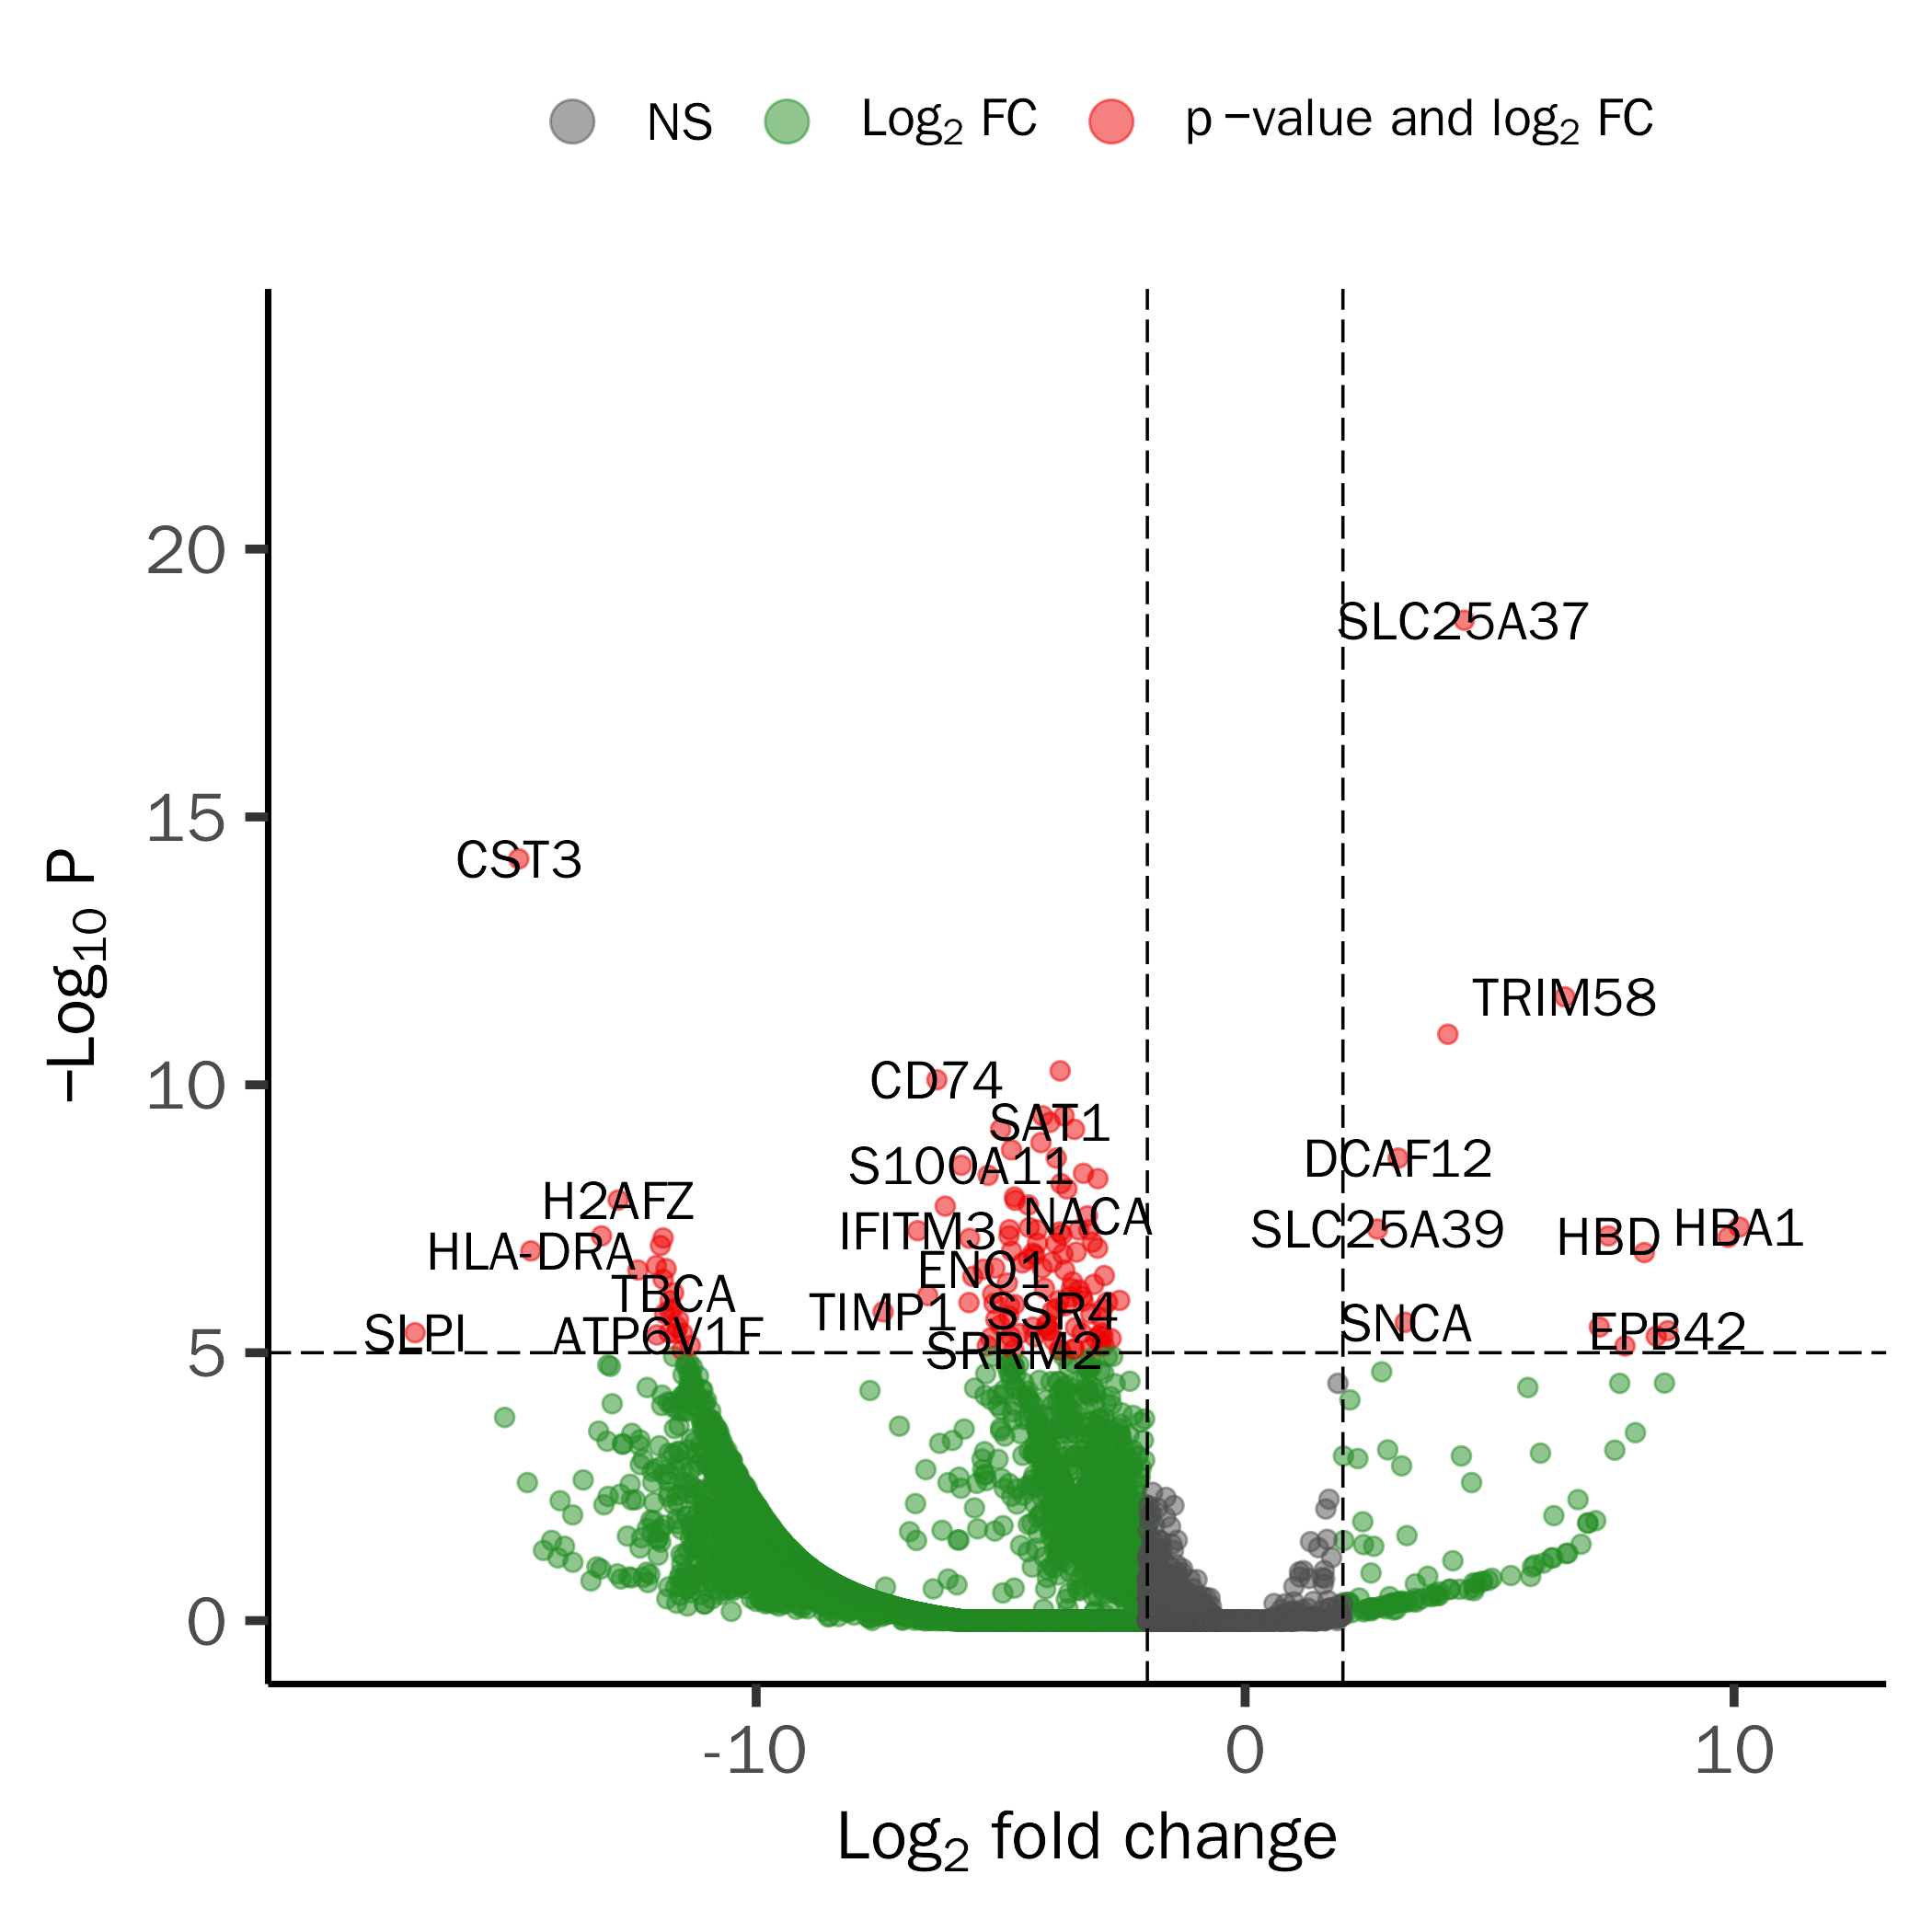 NS Log2 FC p −value and log2 FC
−Log10 P
20
15
10
5
0
SLC25A37
CST3
TRIM58
CD74
SAT1
S100A11
DCAF12
H2AFZ
NACA
IFITM3
SLC25A39
HBD
HBA1
HLA-DRA
ENO1
TBCA
TIMP1
SSR4
SNCA
SLPI
ATP6V1F
SRRM2
EPB42
-10 0 10
Log2 fold change